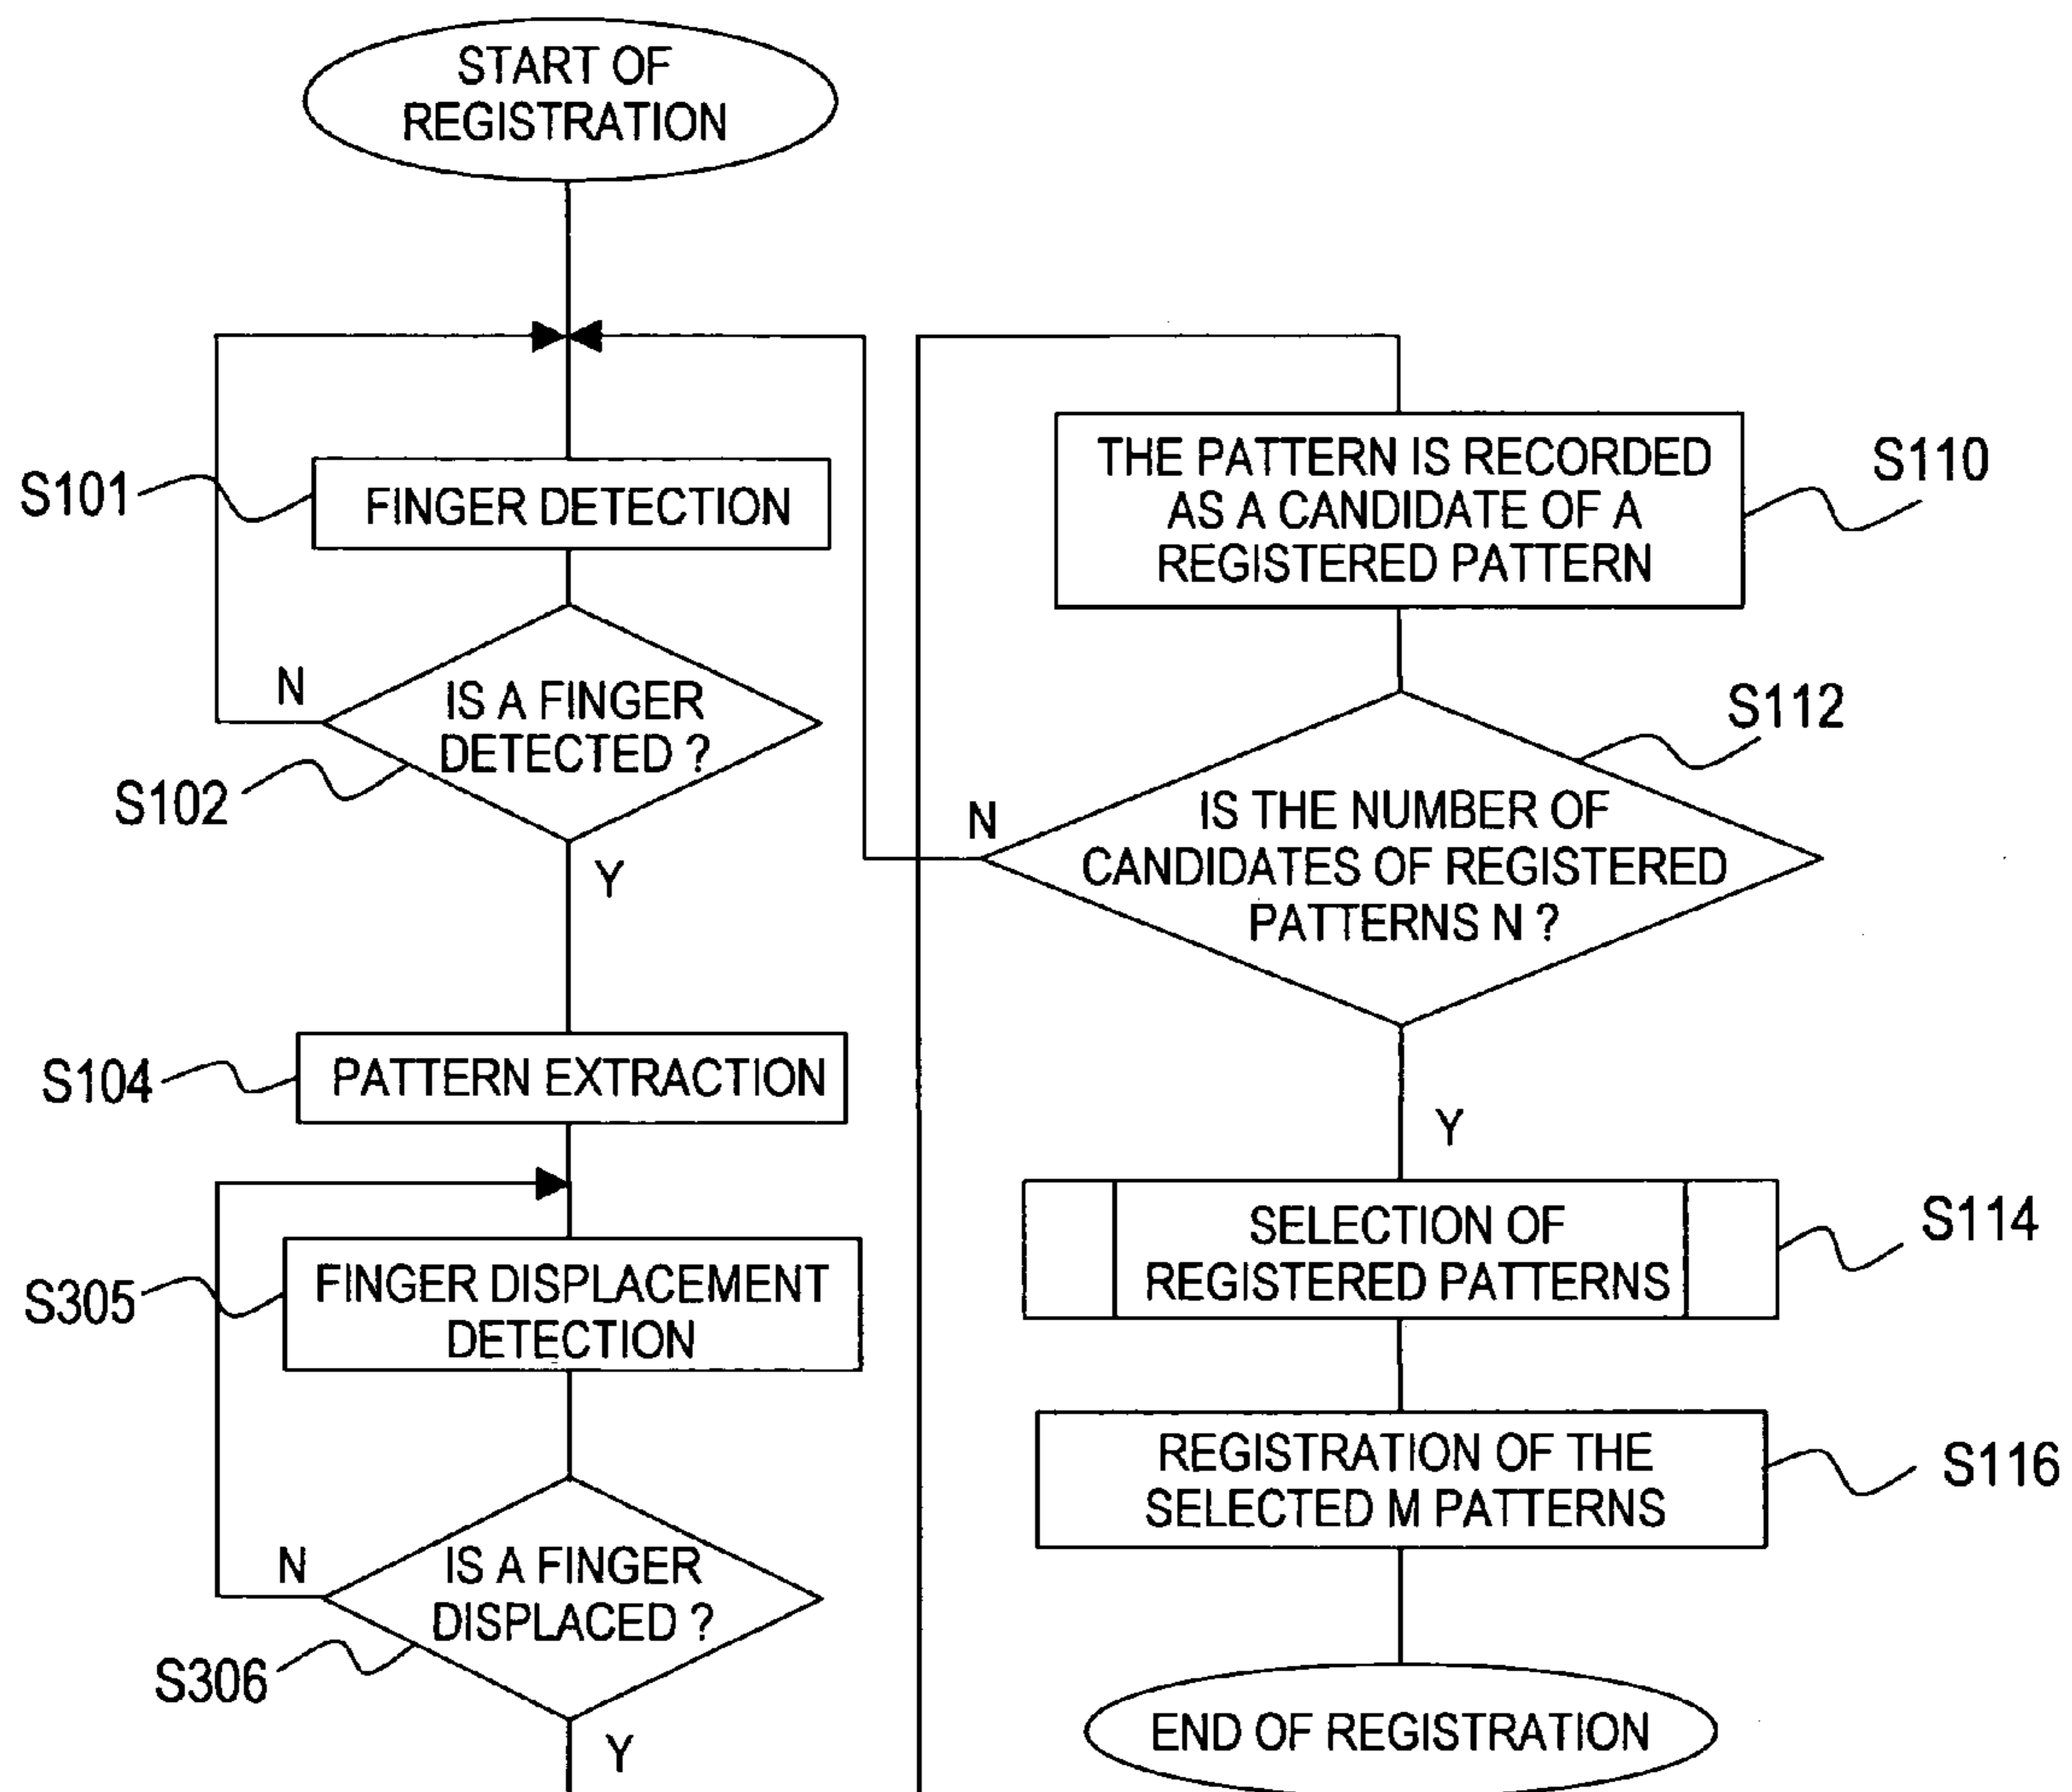 START OF
REGISTRATION
S101
FINGER DETECTION
N
IS A FINGER
DETECTED ?
S102
Y
S104
PATTERN EXTRACTION
S305
FINGER DISPLACEMENT
DETECTION
N
IS A FINGER
DISPLACED ?
S306
Y
THE PATTERN IS RECORDED
AS A CANDIDATE OF A
REGISTERED PATTERN
S110
S112
N
IS THE NUMBER OF
CANDIDATES OF REGISTERED
PATTERNS N ?
Y
SELECTION OF
REGISTERED PATTERNS
S114
REGISTRATION OF THE
SELECTED M PATTERNS
S116
END OF REGISTRATION